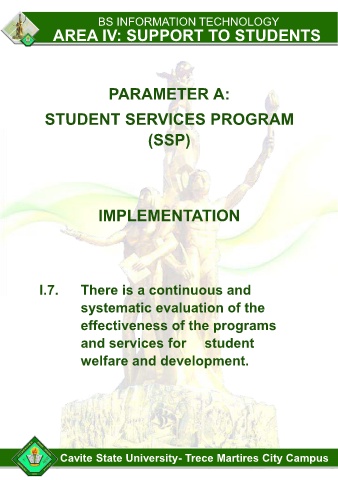 BS INFORMATION TECHNOLOGY
AREA IV: SUPPORT TO STUDENTS
PARAMETER A:
STUDENT SERVICES PROGRAM
(SSP)
IMPLEMENTATION
I.7. There is a continuous and
systematic evaluation of the
effectiveness of the programs
and services for student
welfare and development.
Cavite State University- Trece Martires City Campus